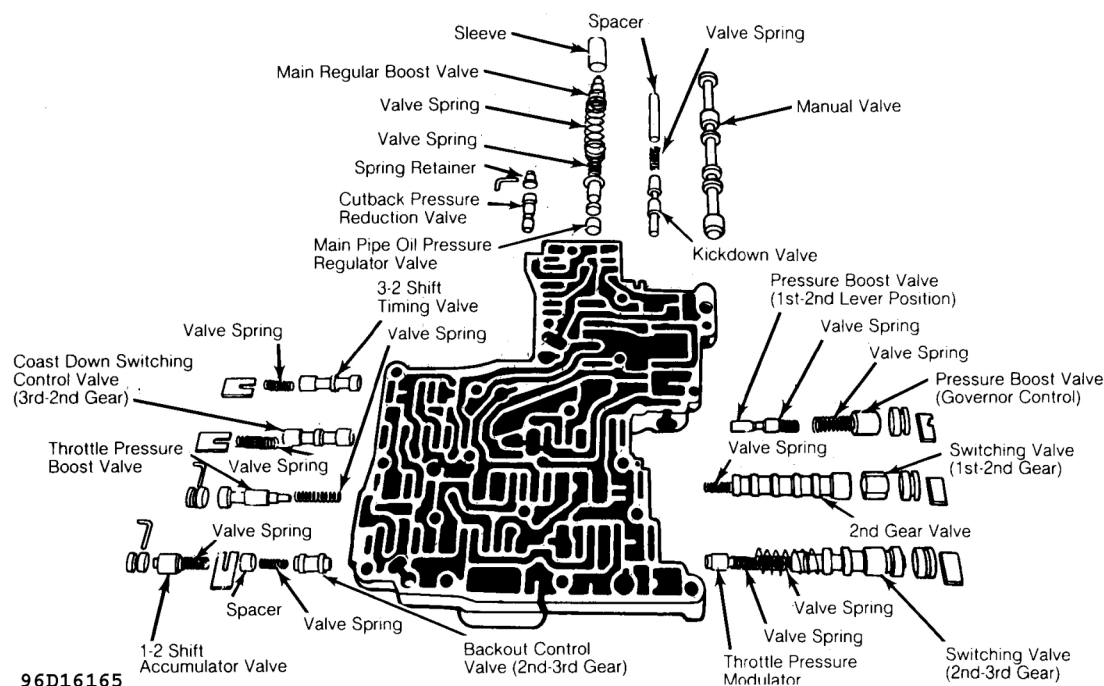 Spacer
Sleeve
Valve Spring
Main Regular Boost Valve
Valve Spring
Manual Valve
Valve Spring
Spring Retainer
Cutback Pressure
Reduction Valve
Main Pipe Oil Pressure
Regulator Valve
Kickdown Valve
3-2 Shift
Timing Valve
Pressure Boost Valve
(1st-2nd Lever Position)
Valve Spring
Valve Spring
Valve Spring
Valve Spring
Coast Down Switching
Control Valve
(3rd-2nd Gear)
Pressure Boost Valve
(Governor Control)
Throttle Pressure
Boost Valve
Valve Spring
Valve Spring
Switching Valve
(1st-2nd Gear)
2nd Gear Valve
Valve Spring
Spacer
Valve Spring
Valve Spring
Valve Spring
1-2 Shift
Accumulator Valve
Backout Control
Valve (2nd-3rd Gear)
Throttle Pressure
Modulator
Switching Valve
(2nd-3rd Gear)
96D16165